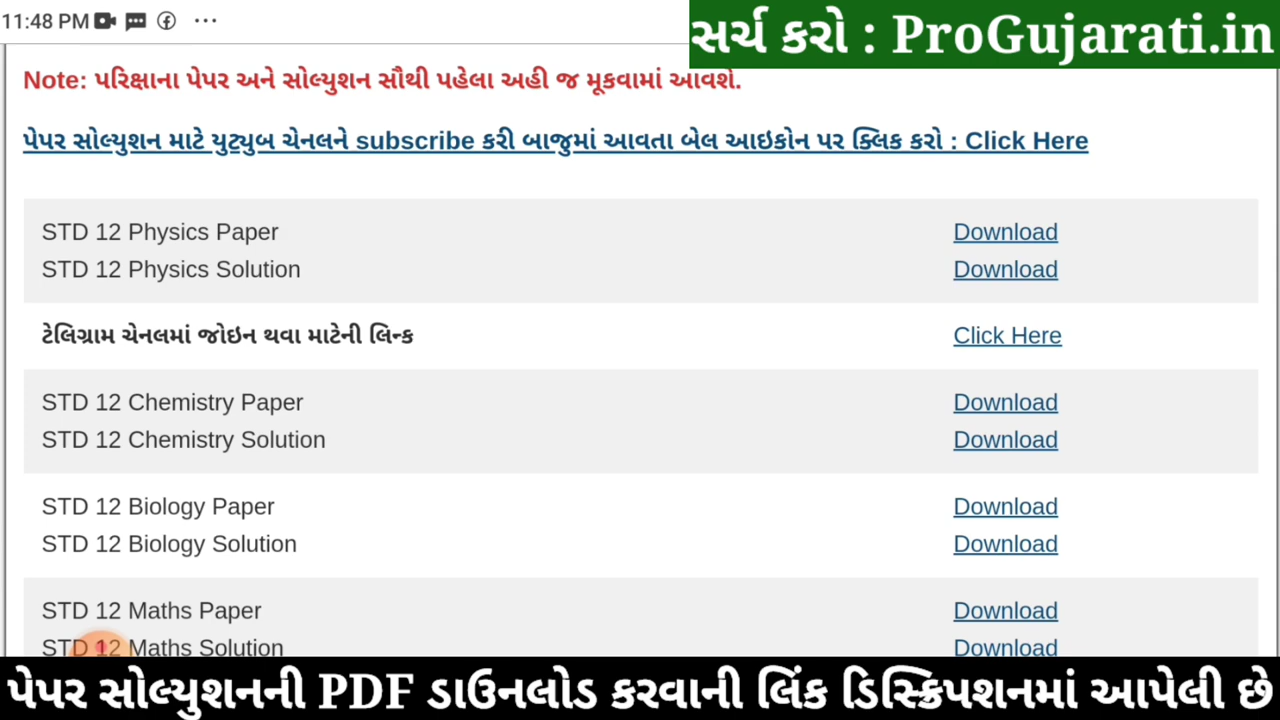 11:48 PM ...
સર્ચ કરો : ProGujarati.in
Note: પરિક્ષાના પેપર અને સોલ્યુશન સૌથી પહેલા અહી જ મૂકવામાં આવશે.
પેપર સોલ્યુશન માટે યુટ્યુબ ચેનલને subscribe કરી બાજુમાં આવતા બેલ આઇકોન પર ક્લિક કરો : Click Here
STD 12 Physics Paper Download
STD 12 Physics Solution Download
ટેલિગ્રામ ચેનલમાં જોઇન થવા માટેની લિન્ક Click Here
STD 12 Chemistry Paper Download
STD 12 Chemistry Solution Download
STD 12 Biology Paper Download
STD 12 Biology Solution Download
STD 12 Maths Paper Download
STD 12 Maths Solution Download
પેપર સોલ્યુશનની PDF ડાઉનલોડ કરવાની લિંક ડિસ્ક્રિપશનમાં આપેલી છે